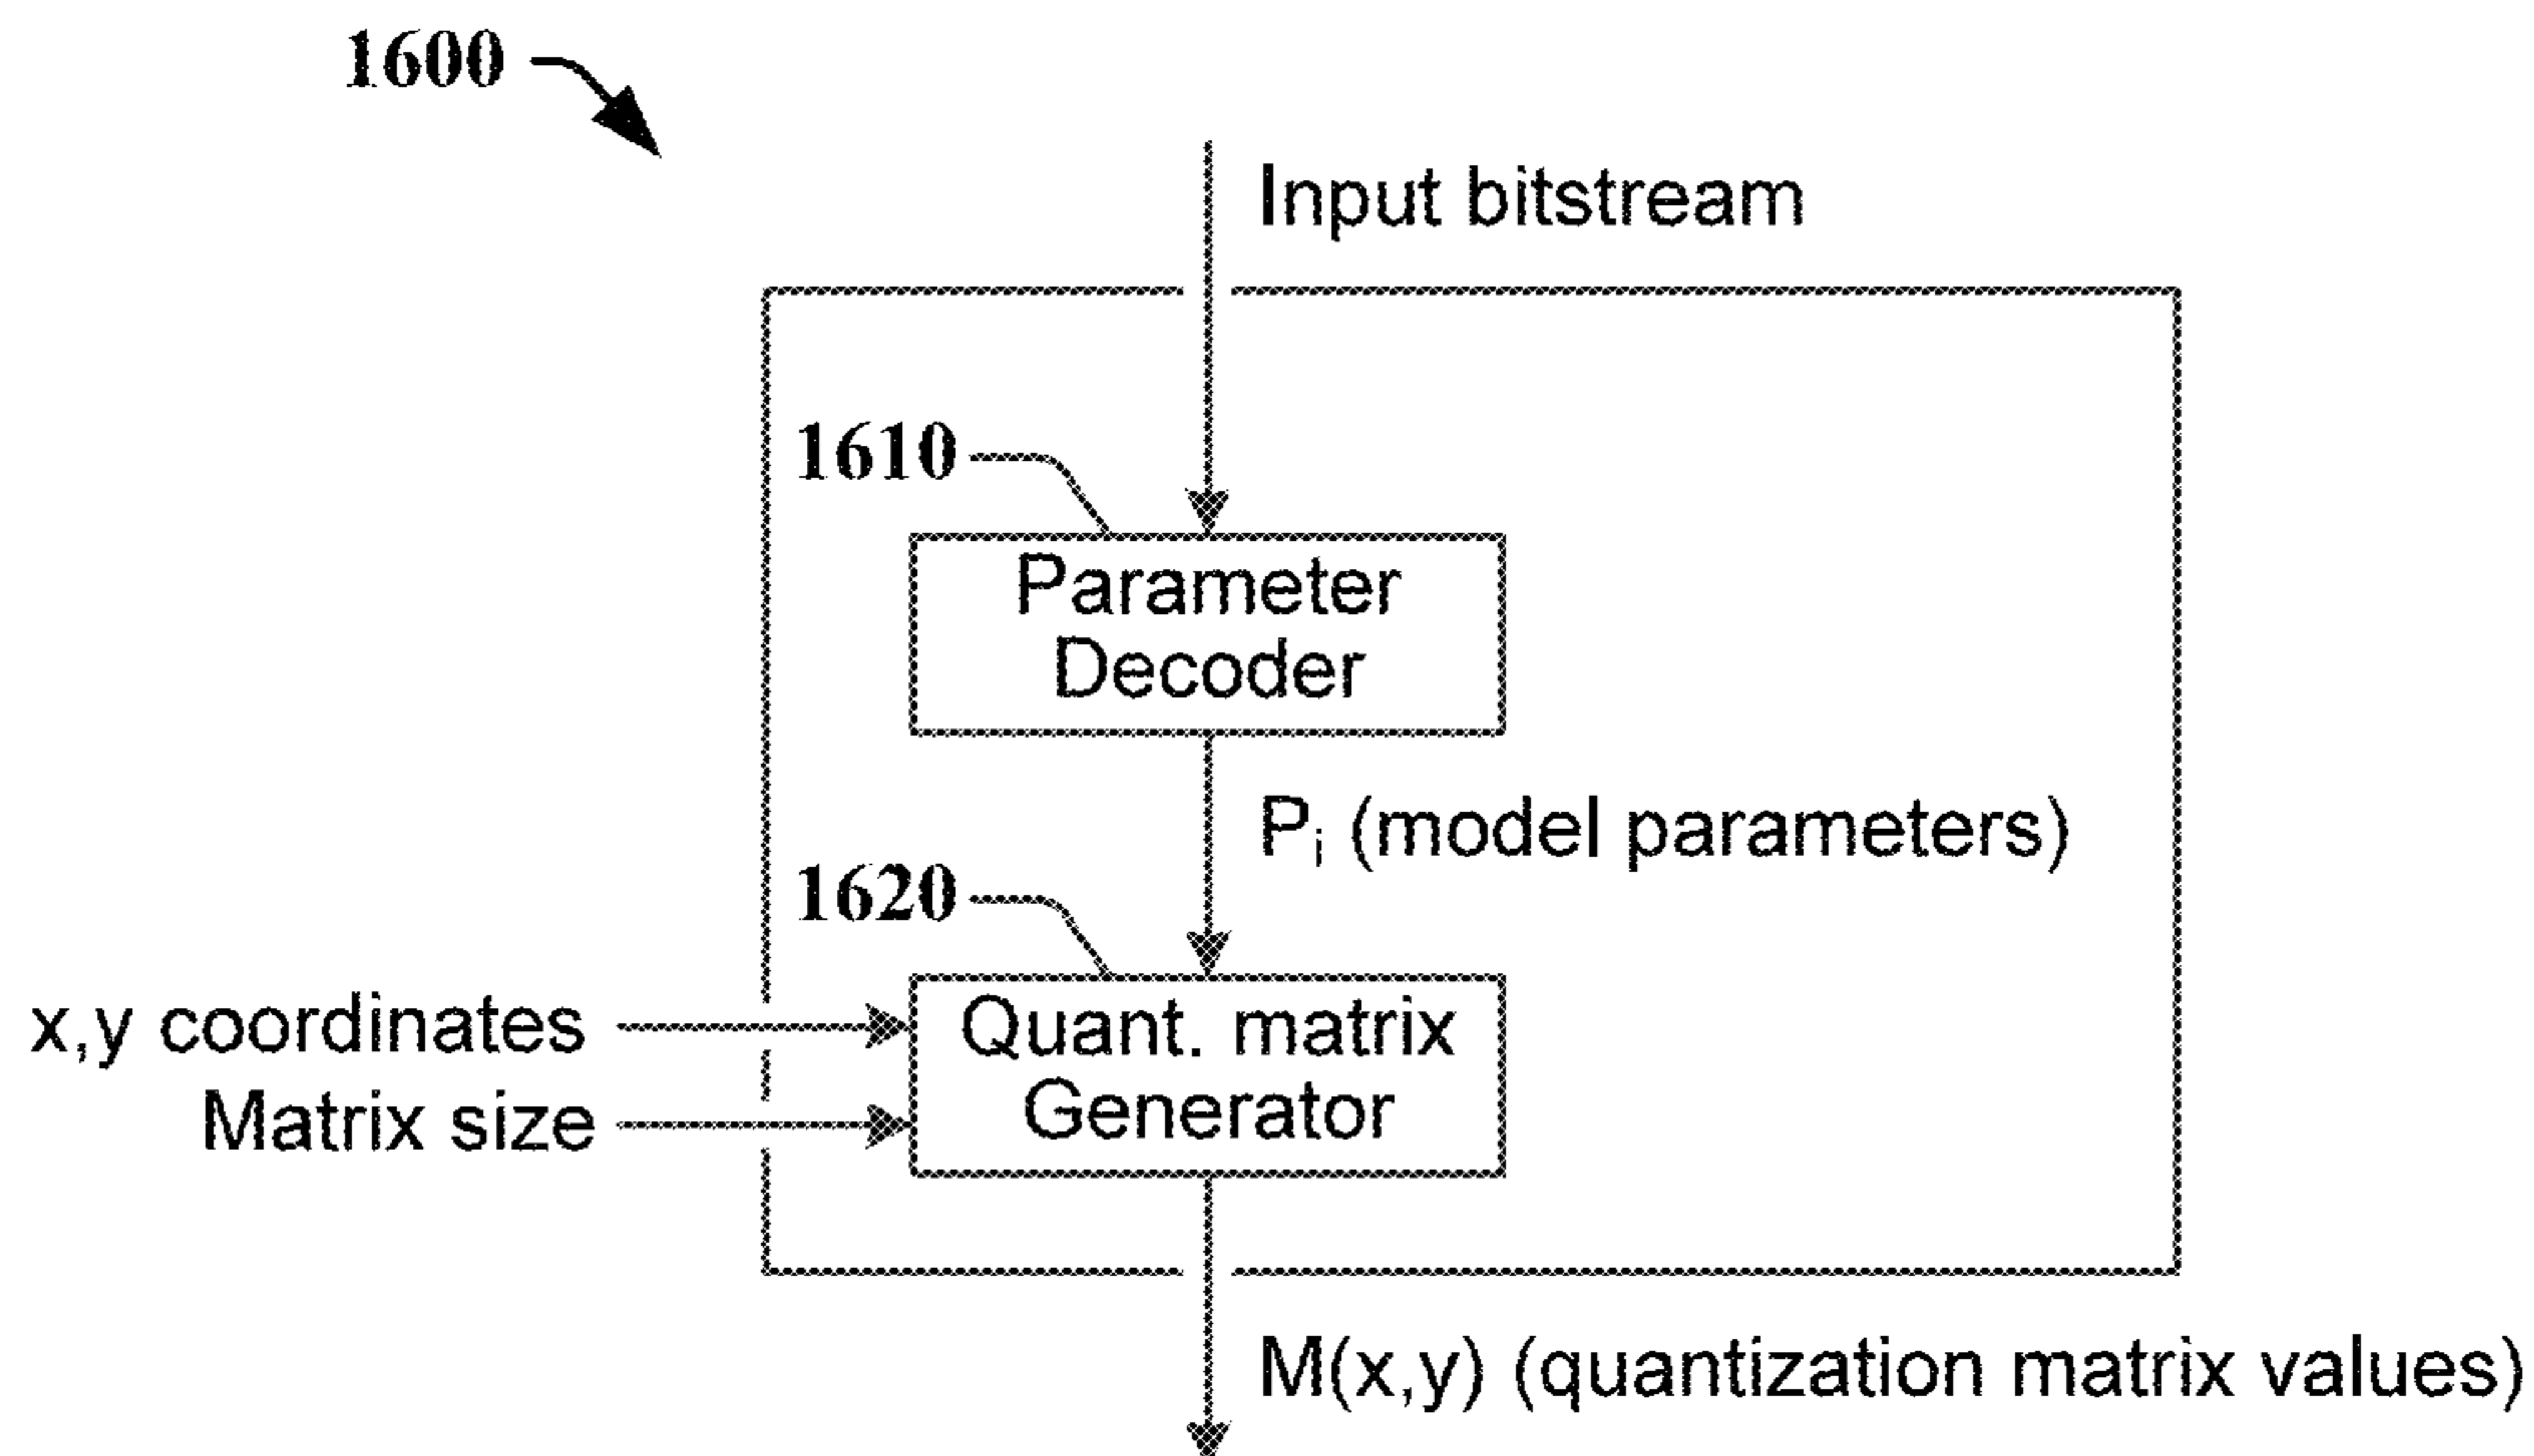 1600
Input bitstream
1610
Parameter
Decoder
Pᵢ (model parameters)
1620
x,y coordinates
Matrix size
Quant. matrix
Generator
M(x,y) (quantization matrix values)